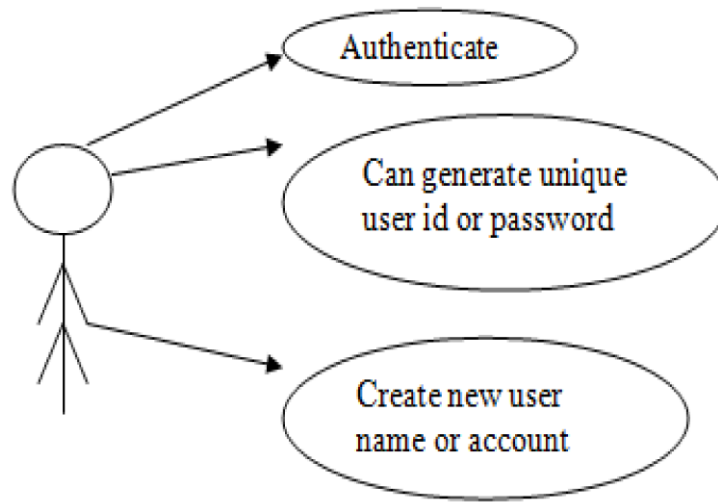 Authenticate
Can generate unique
user id or password
Create new user
name or account